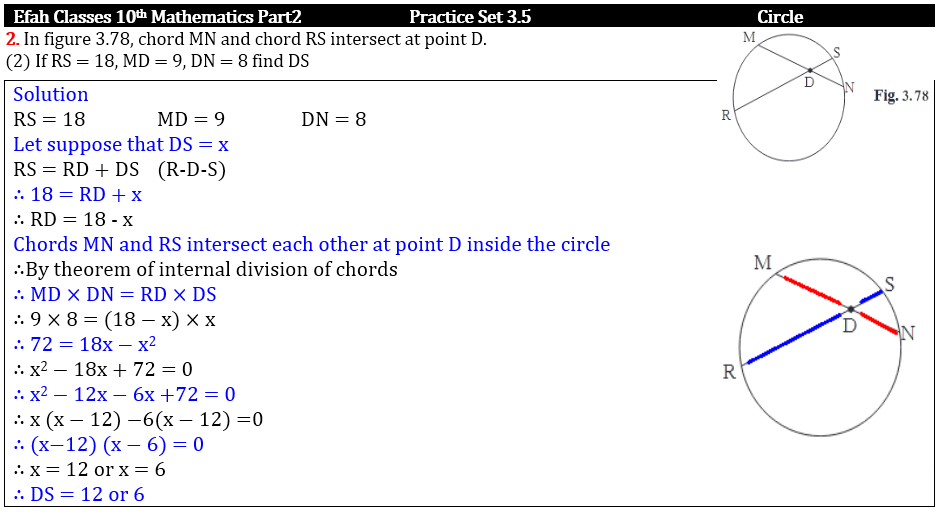 Efah Classes 10th Mathematics Part2 Practice Set 3.5 Circle
2. In figure 3.78, chord MN and chord RS intersect at point D.
(2) If RS = 18, MD = 9, DN = 8 find DS
M
S
D
N
R
Fig. 3.78
Solution
RS = 18 MD = 9 DN = 8
Let suppose that DS = x
RS = RD + DS (R-D-S)
∴ 18 = RD + x
∴ RD = 18 - x
Chords MN and RS intersect each other at point D inside the circle
∴By theorem of internal division of chords
∴ MD × DN = RD × DS
∴ 9 × 8 = (18 − x) × x
∴ 72 = 18x − x²
∴ x² − 18x + 72 = 0
∴ x² − 12x − 6x +72 = 0
∴ x (x − 12) −6(x − 12) =0
∴ (x−12) (x − 6) = 0
∴ x = 12 or x = 6
∴ DS = 12 or 6
M
S
D
N
R